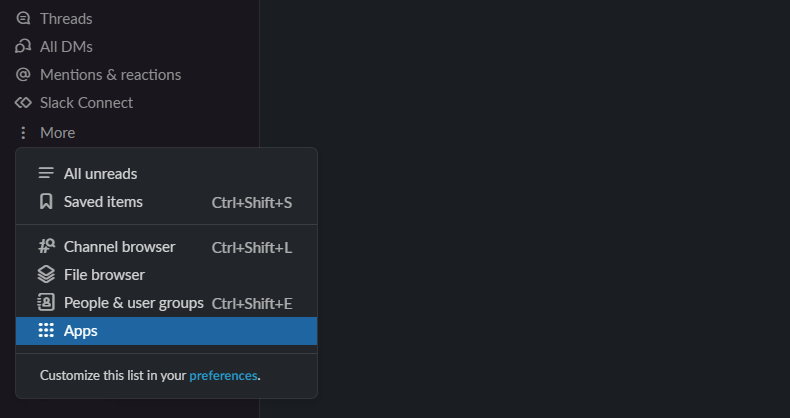 Threads
All DMs
Mentions & reactions
Slack Connect
More
All unreads
Saved items Ctrl+Shift+S
Channel browser Ctrl+Shift+L
File browser
People & user groups Ctrl+Shift+E
Apps
Customize this list in your preferences.